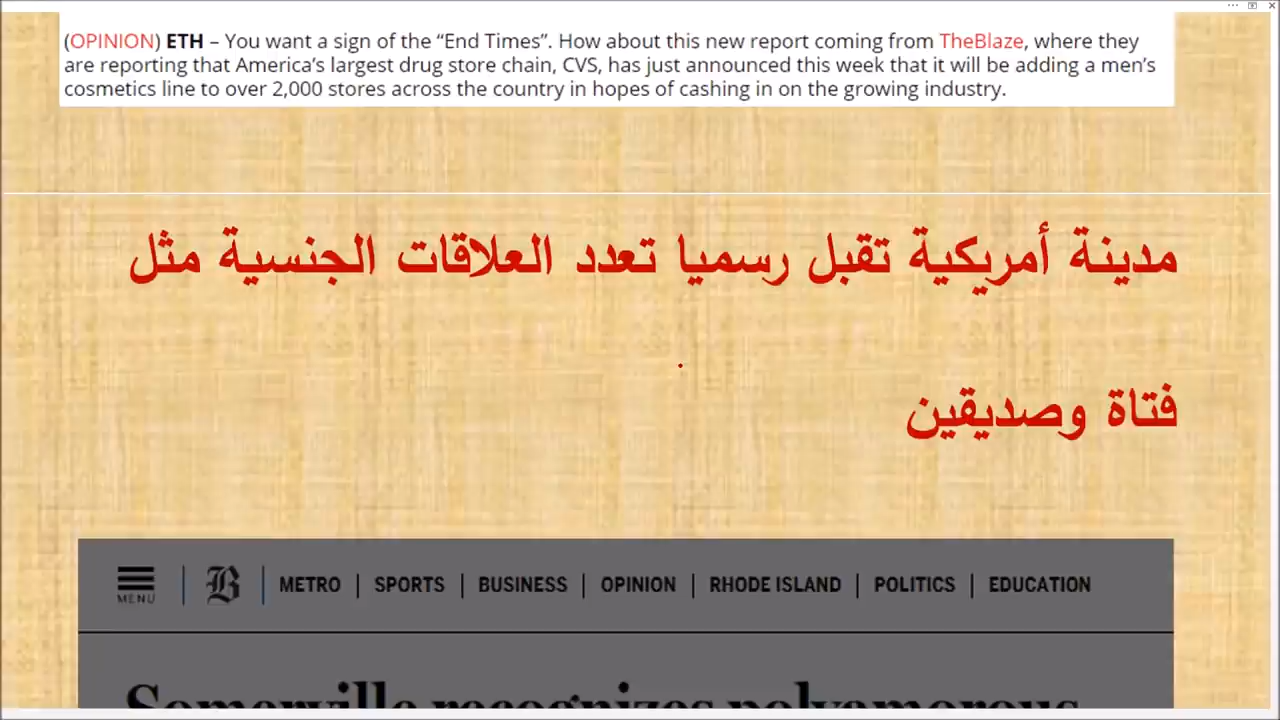 (OPINION) ETH – You want a sign of the “End Times”. How about this new report coming from TheBlaze, where they
are reporting that America’s largest drug store chain, CVS, has just announced this week that it will be adding a men’s
cosmetics line to over 2,000 stores across the country in hopes of cashing in on the growing industry.
مدينة أمريكية تقبل رسميا تعدد العلاقات الجنسية مثل
فتاة وصديقين
MENU B METRO | SPORTS | BUSINESS | OPINION | RHODE ISLAND | POLITICS | EDUCATION
Somerville recognizes polyamorous